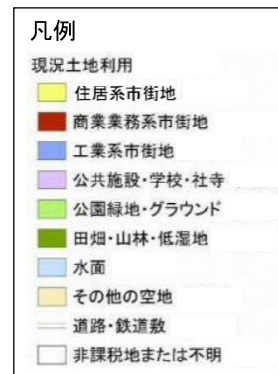 凡例
現況土地利用
住居系市街地
商業業務系市街地
工業系市街地
公共施設・学校・社寺
公園緑地・グラウンド
田畑・山林・低湿地
水面
その他の空地
道路・鉄道敷
非課税地または不明